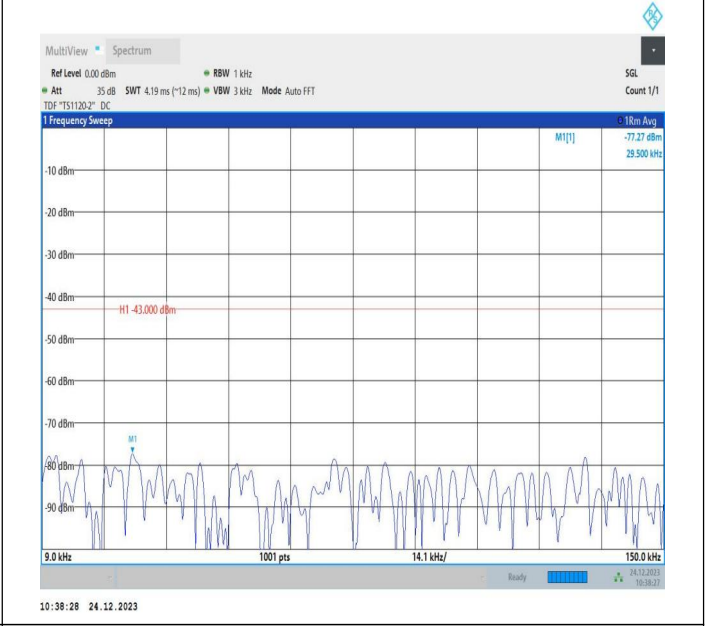 R&S
MultiView Spectrum
Ref Level 0.00 dBm RBW 1 kHz SGL
Att 35 dB SWT 4.19 ms (~12 ms) VBW 3 kHz Mode Auto FFT Count 1/1
TDF "TS1120-2" DC
1 Frequency Sweep 1Rm Avg
M1[1] -77.27 dBm
29.500 kHz
-10 dBm
-20 dBm
-30 dBm
-40 dBm
H1 -43.000 dBm
-50 dBm
-60 dBm
-70 dBm
M1
-80 dBm
-90 dBm
9.0 kHz 1001 pts 14.1 kHz/ 150.0 kHz
Ready 24.12.2023
10:38:27
10:38:28 24.12.2023